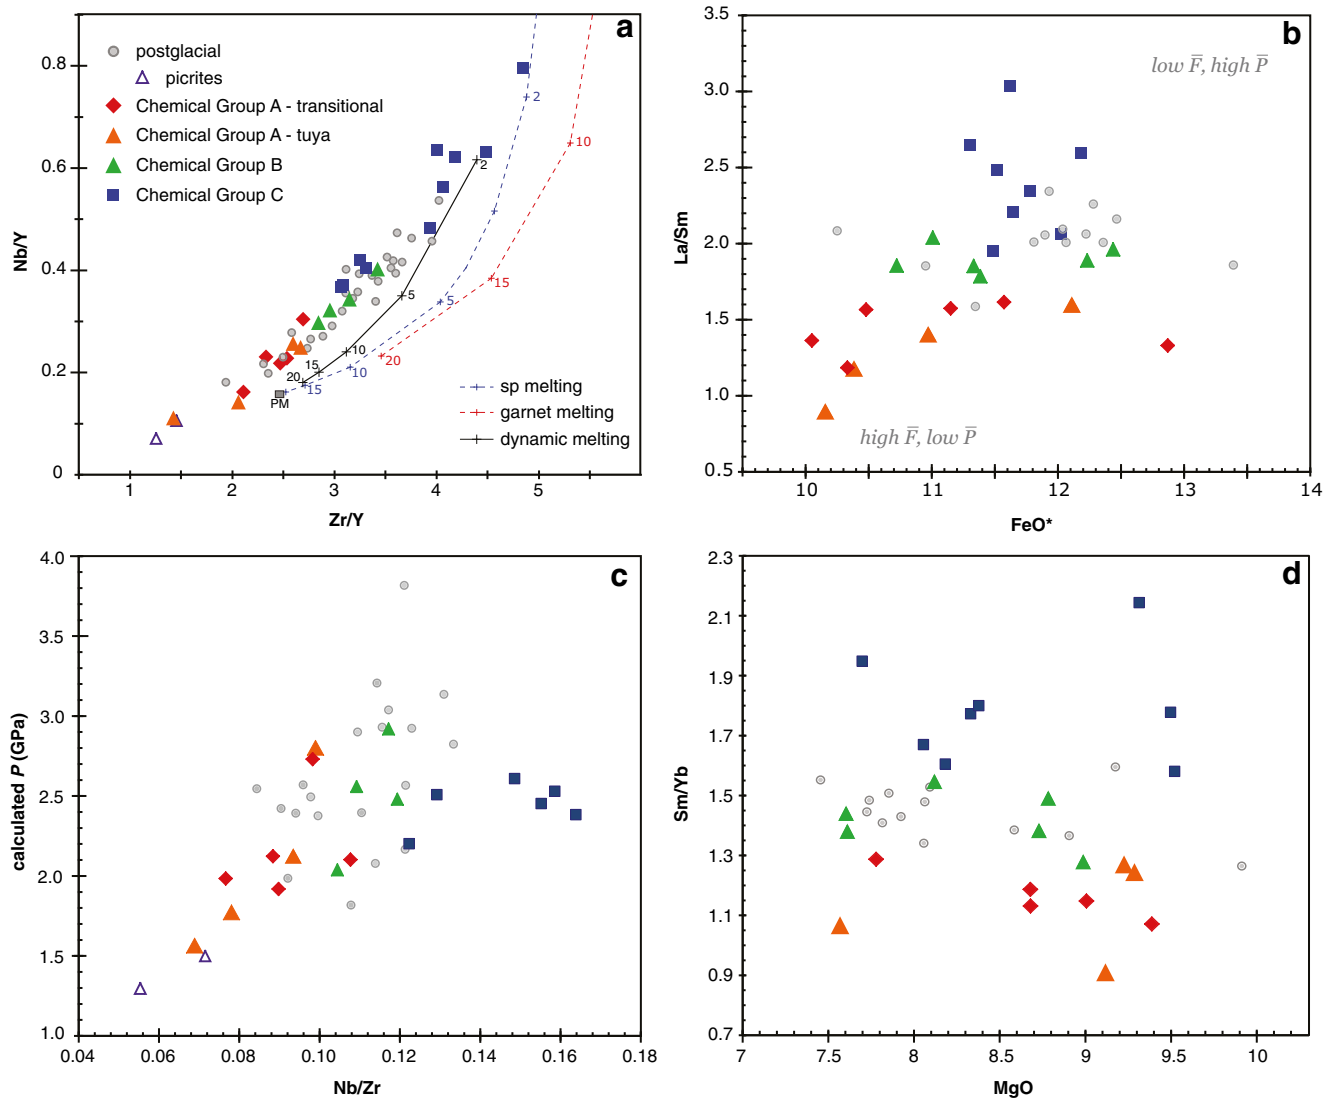 a
0.8
0.6
0.4
0.2
0
Nb/Y
postglacial
picrites
Chemical Group A - transitional
Chemical Group A - tuya
Chemical Group B
Chemical Group C
2
10
2
15
5
5
10
10
20
15
20
15
PM
sp melting
garnet melting
dynamic melting
1 2 3 4 5
Zr/Y
b
3.5
3.0
2.5
2.0
1.5
1.0
0.5
La/Sm
low F̅, high P̅
high F̅, low P̅
10 11 12 13 14
FeO*
c
4.0
3.5
3.0
2.5
2.0
1.5
1.0
calculated P (GPa)
0.04 0.06 0.08 0.10 0.12 0.14 0.16 0.18
Nb/Zr
d
2.3
2.1
1.9
1.7
1.5
1.3
1.1
0.9
0.7
Sm/Yb
7 7.5 8 8.5 9 9.5 10
MgO